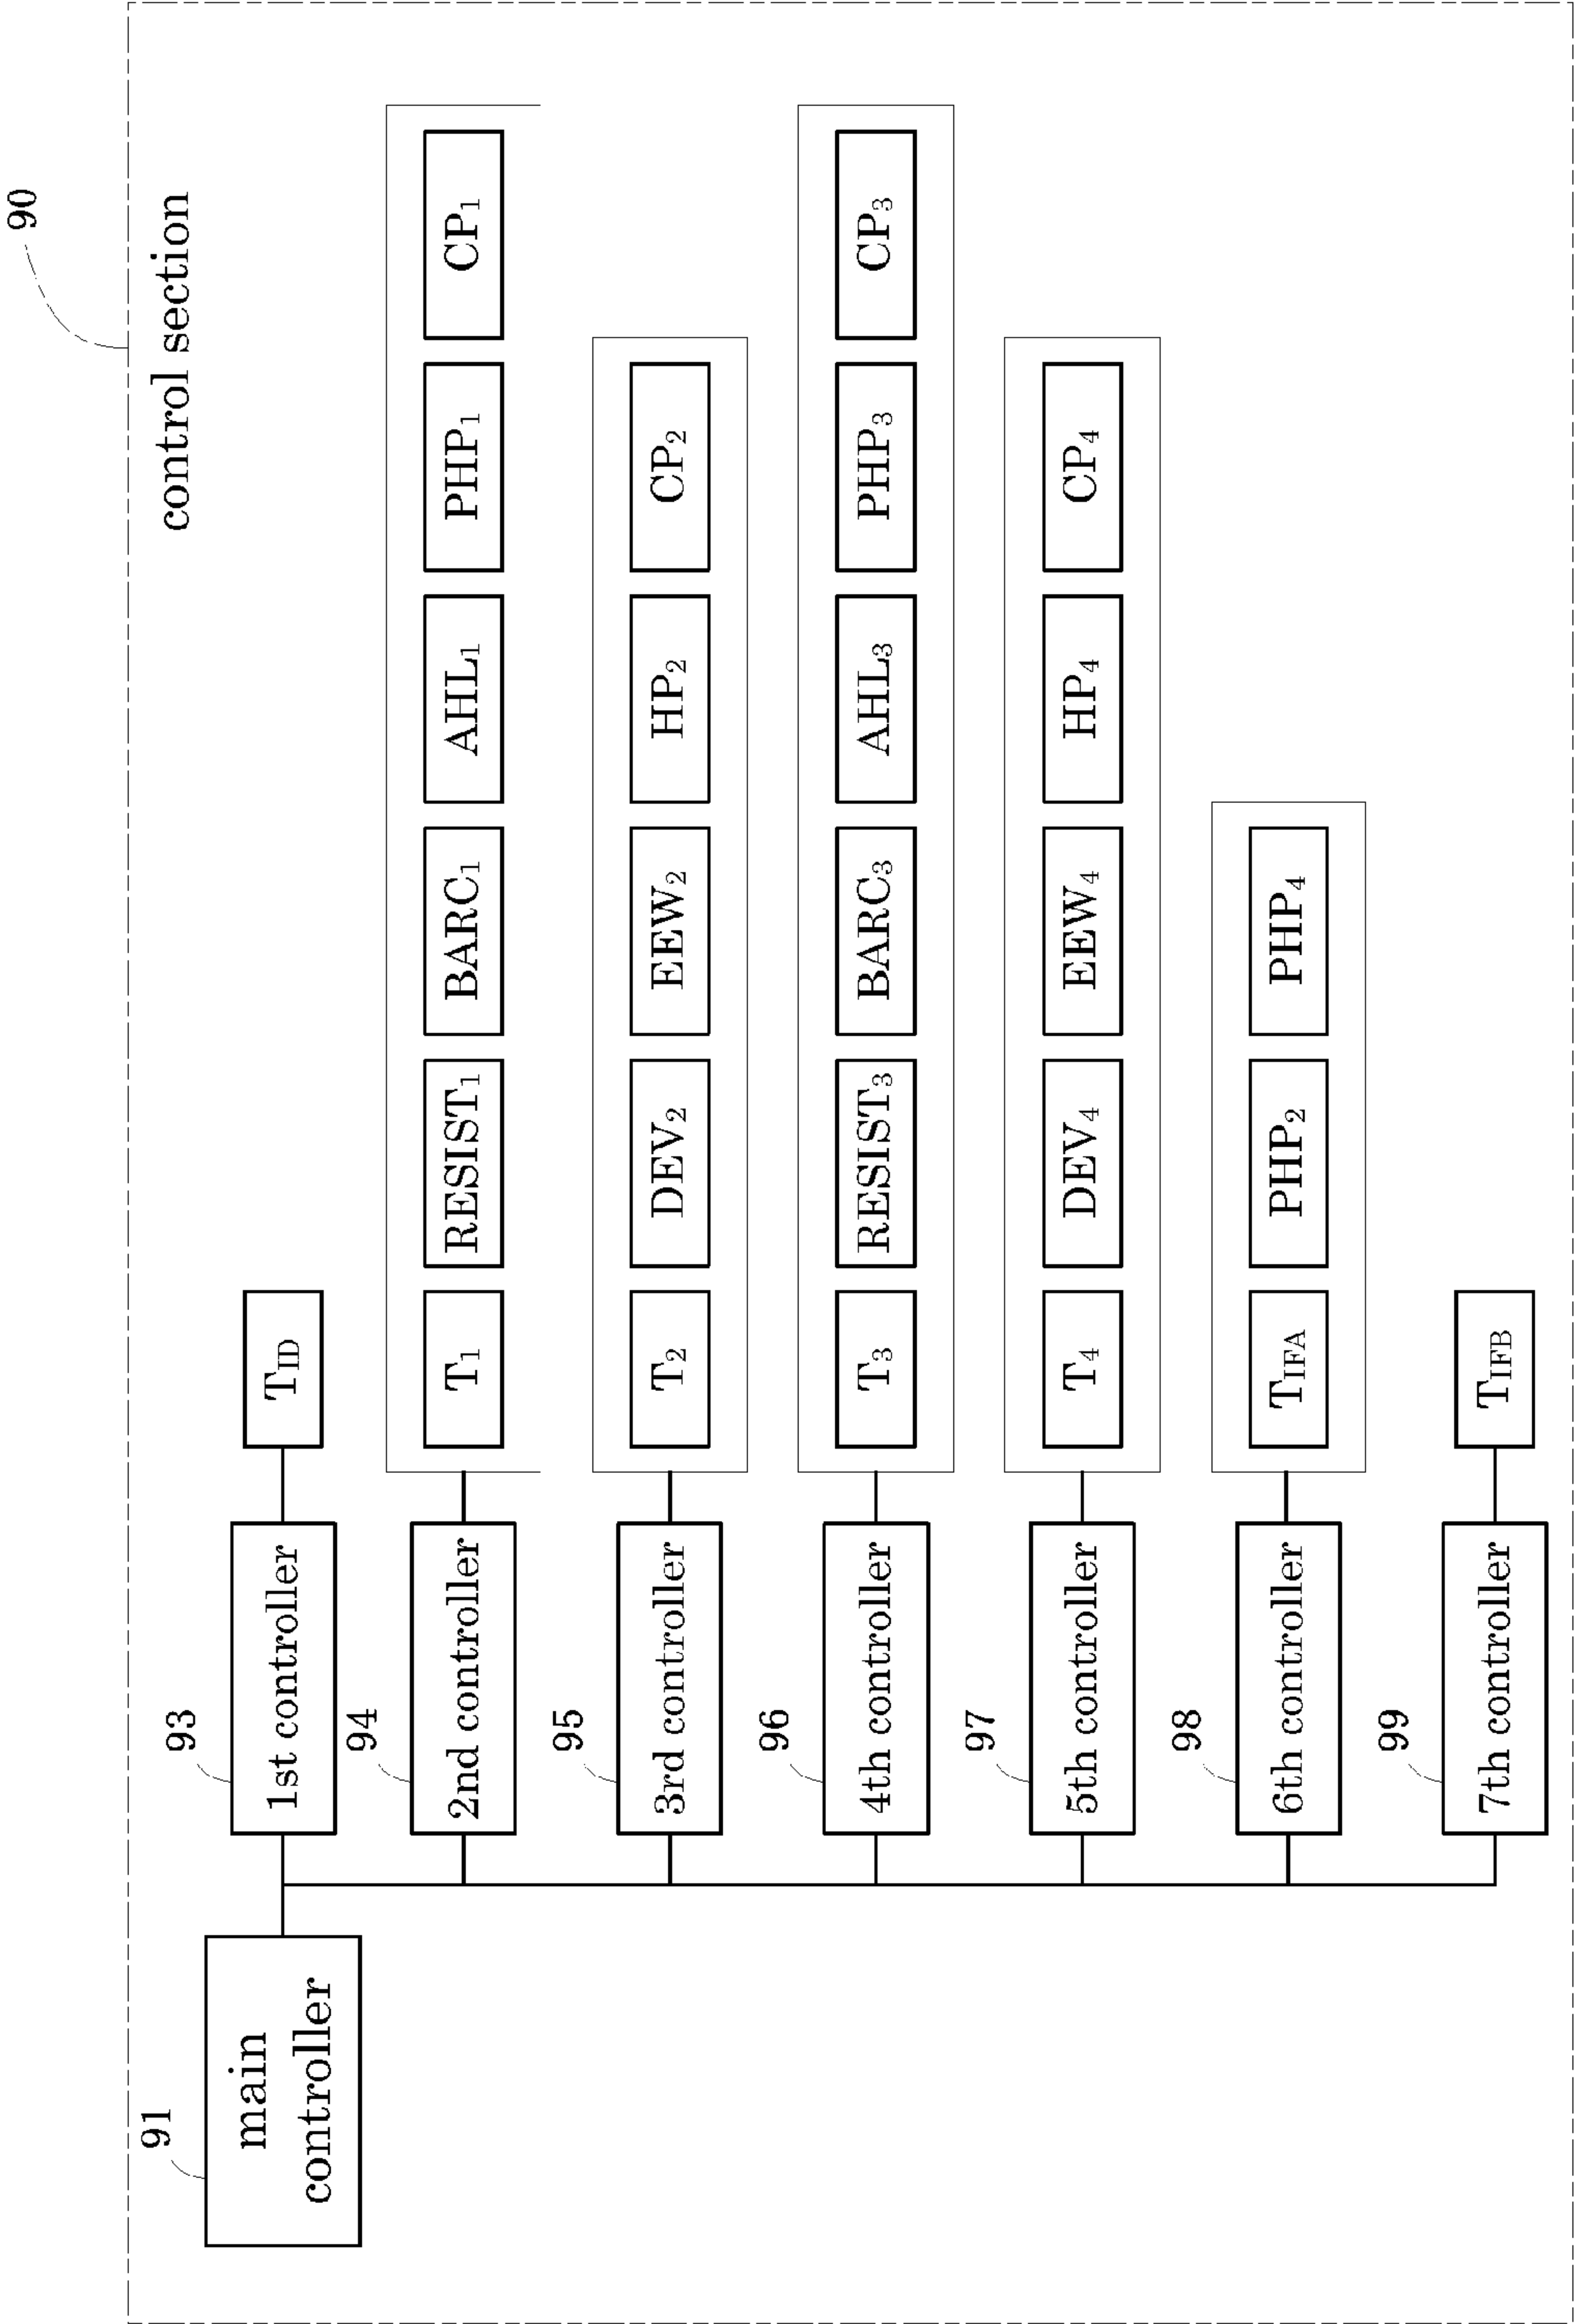 90
control section
91
main
controller
93
1st controller
T_ID
94
2nd controller
T₁ RESIST₁ BARC₁ AHL₁ PHP₁ CP₁
95
3rd controller
T₂ DEV₂ EEW₂ HP₂ CP₂
96
4th controller
T₃ RESIST₃ BARC₃ AHL₃ PHP₃ CP₃
97
5th controller
T₄ DEV₄ EEW₄ HP₄ CP₄
98
6th controller
T_IFA PHP₂ PHP₄
99
7th controller
T_IFB